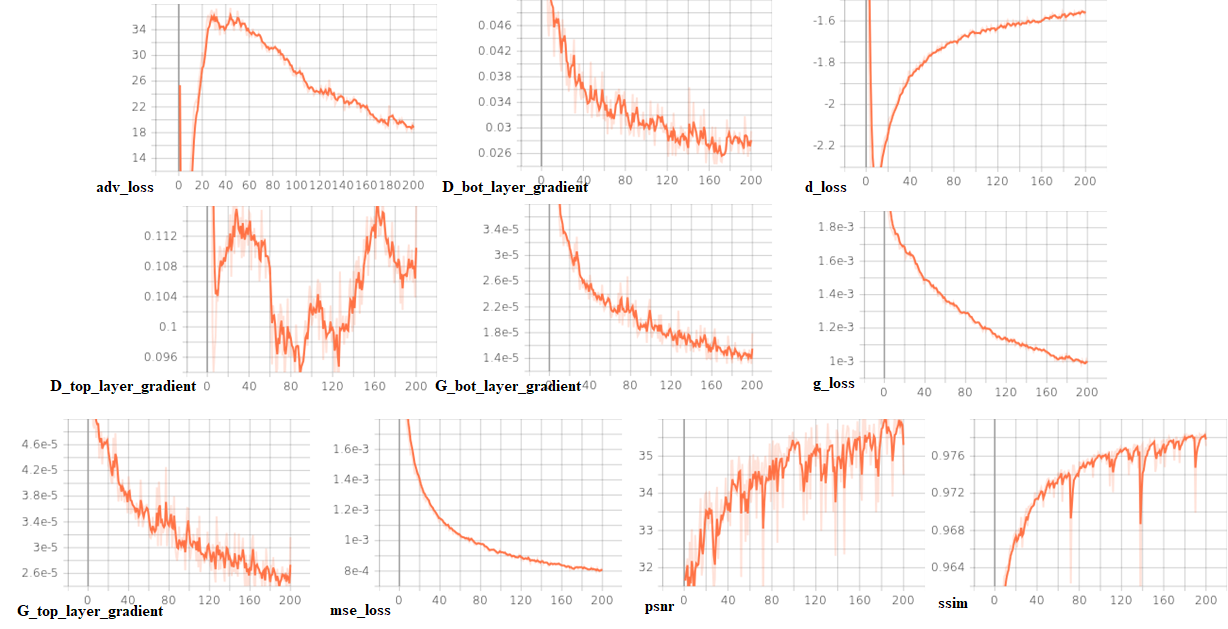 34
30
26
22
18
14
adv_loss
0 20 40 60 80 100 120 140 160 180 200
0.046
0.042
0.038
0.034
0.03
0.026
D_bot_layer_gradient
0 40 80 120 160 200
-1.6
-1.8
-2
-2.2
d_loss
0 40 80 120 160 200
0.112
0.108
0.104
0.1
0.096
D_top_layer_gradient
0 40 80 120 160 200
3.4e-5
3e-5
2.6e-5
2.2e-5
1.8e-5
1.4e-5
G_bot_layer_gradient
40 80 120 160 200
1.8e-3
1.6e-3
1.4e-3
1.2e-3
1e-3
g_loss
0 40 80 120 160 200
4.6e-5
4.2e-5
3.8e-5
3.4e-5
3e-5
2.6e-5
G_top_layer_gradient
0 40 80 120 160 200
1.6e-3
1.4e-3
1.2e-3
1e-3
8e-4
mse_loss
0 40 80 120 160 200
35
34
33
32
psnr
0 40 80 120 160 200
0.976
0.972
0.968
0.964
ssim
0 40 80 120 160 200